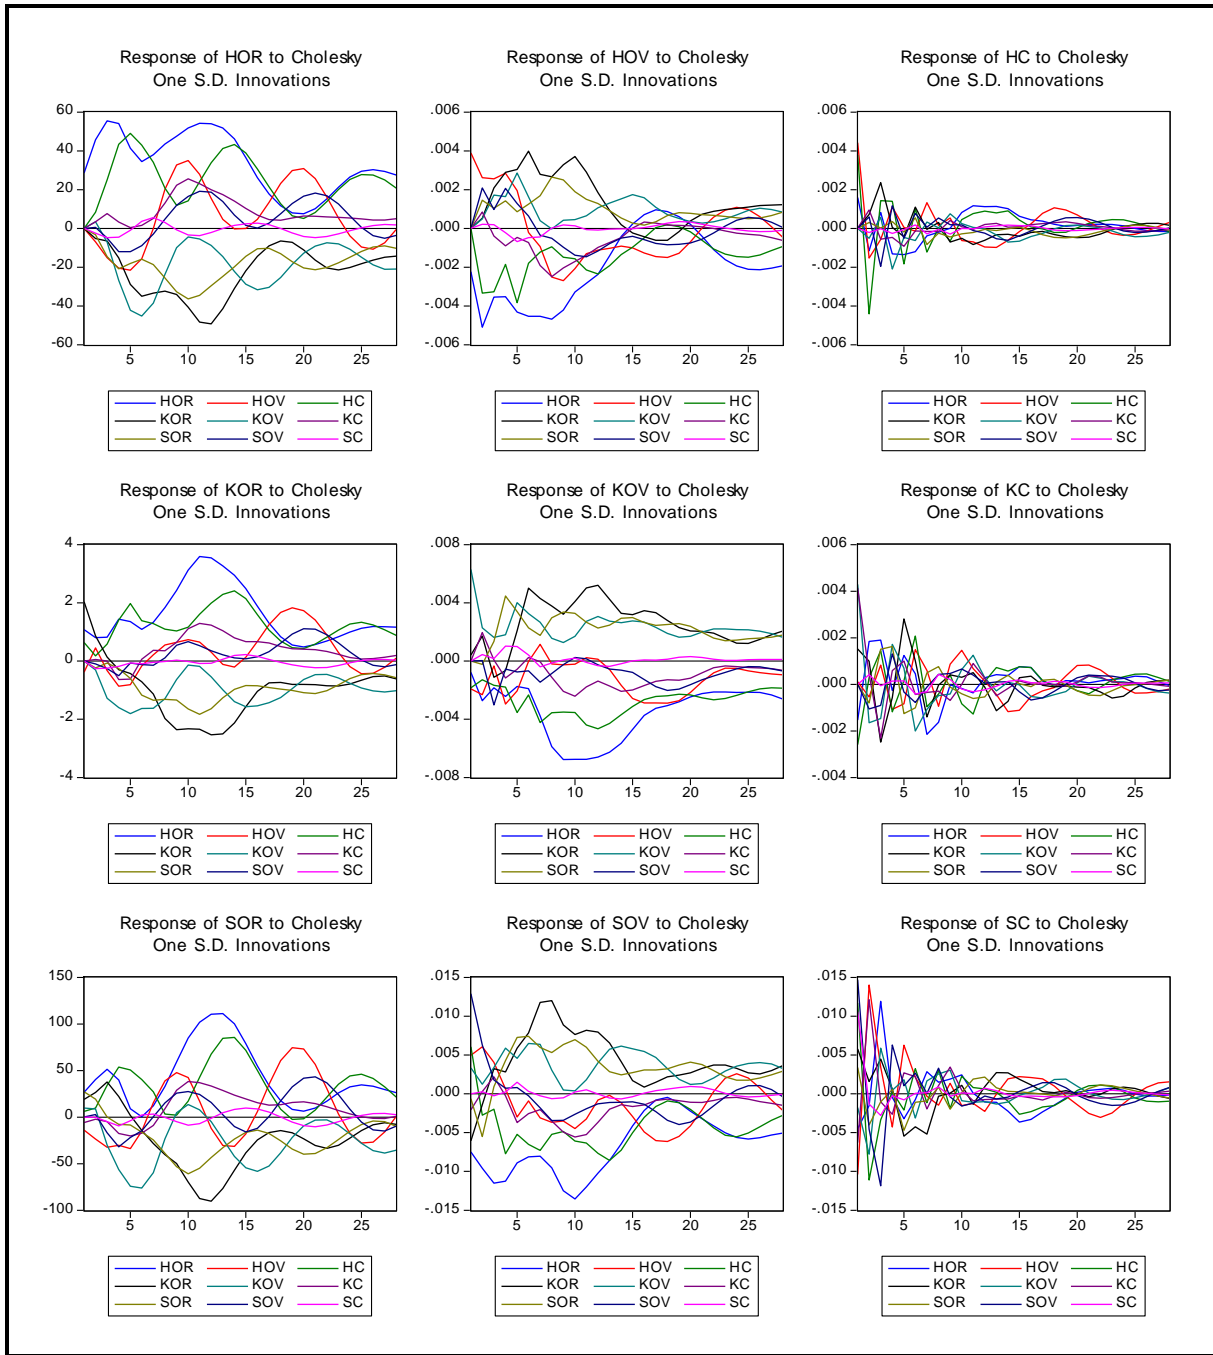 Response of HOR to Cholesky
One S.D. Innovations
60
40
20
0
-20
-40
-60
5 10 15 20 25
HOR HOV HC
KOR KOV KC
SOR SOV SC
Response of HOV to Cholesky
One S.D. Innovations
.006
.004
.002
.000
-.002
-.004
-.006
5 10 15 20 25
HOR HOV HC
KOR KOV KC
SOR SOV SC
Response of HC to Cholesky
One S.D. Innovations
.006
.004
.002
.000
-.002
-.004
-.006
5 10 15 20 25
HOR HOV HC
KOR KOV KC
SOR SOV SC
Response of KOR to Cholesky
One S.D. Innovations
4
2
0
-2
-4
5 10 15 20 25
HOR HOV HC
KOR KOV KC
SOR SOV SC
Response of KOV to Cholesky
One S.D. Innovations
.008
.004
.000
-.004
-.008
5 10 15 20 25
HOR HOV HC
KOR KOV KC
SOR SOV SC
Response of KC to Cholesky
One S.D. Innovations
.006
.004
.002
.000
-.002
-.004
5 10 15 20 25
HOR HOV HC
KOR KOV KC
SOR SOV SC
Response of SOR to Cholesky
One S.D. Innovations
150
100
50
0
-50
-100
5 10 15 20 25
HOR HOV HC
KOR KOV KC
SOR SOV SC
Response of SOV to Cholesky
One S.D. Innovations
.015
.010
.005
.000
-.005
-.010
-.015
5 10 15 20 25
HOR HOV HC
KOR KOV KC
SOR SOV SC
Response of SC to Cholesky
One S.D. Innovations
.015
.010
.005
.000
-.005
-.010
-.015
5 10 15 20 25
HOR HOV HC
KOR KOV KC
SOR SOV SC